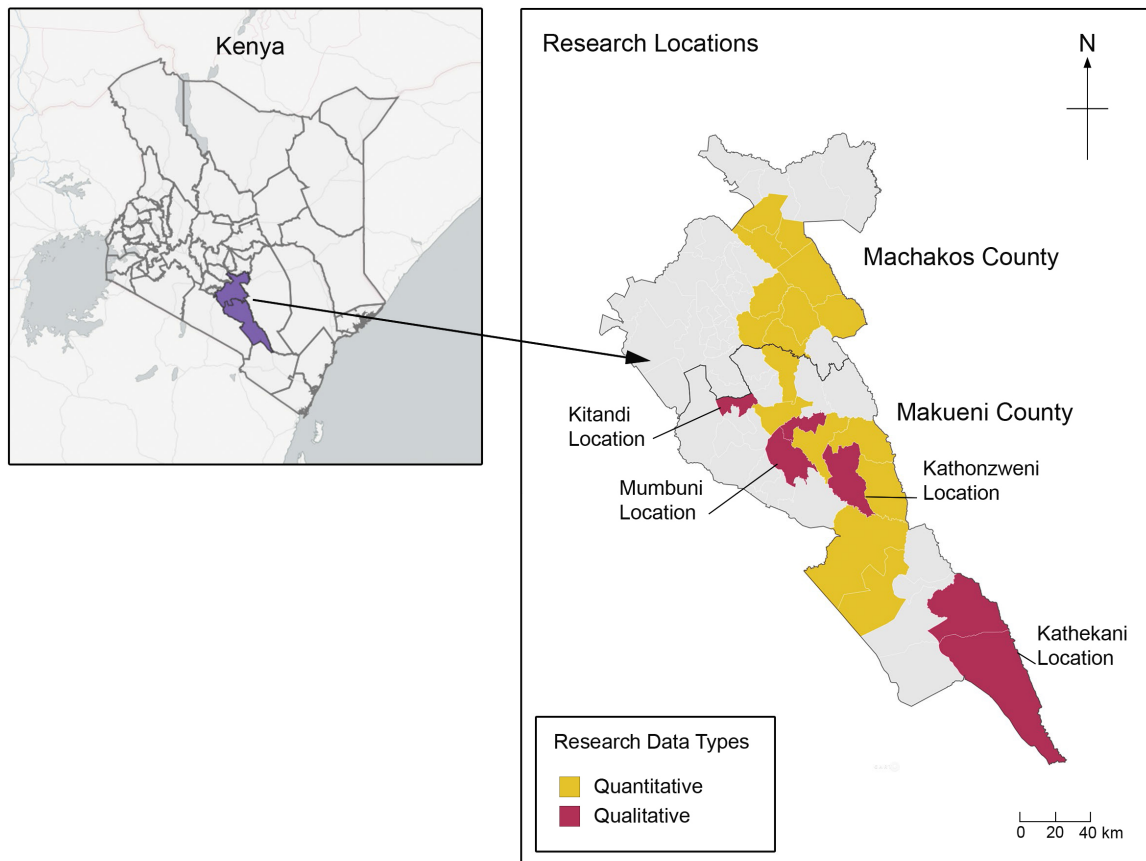 Kenya
Research Locations
N
Machakos County
Makueni County
Kitandi
Location
Mumbuni
Location
Kathonzweni
Location
Kathekani
Location
Research Data Types
Quantitative
Qualitative
0 20 40 km